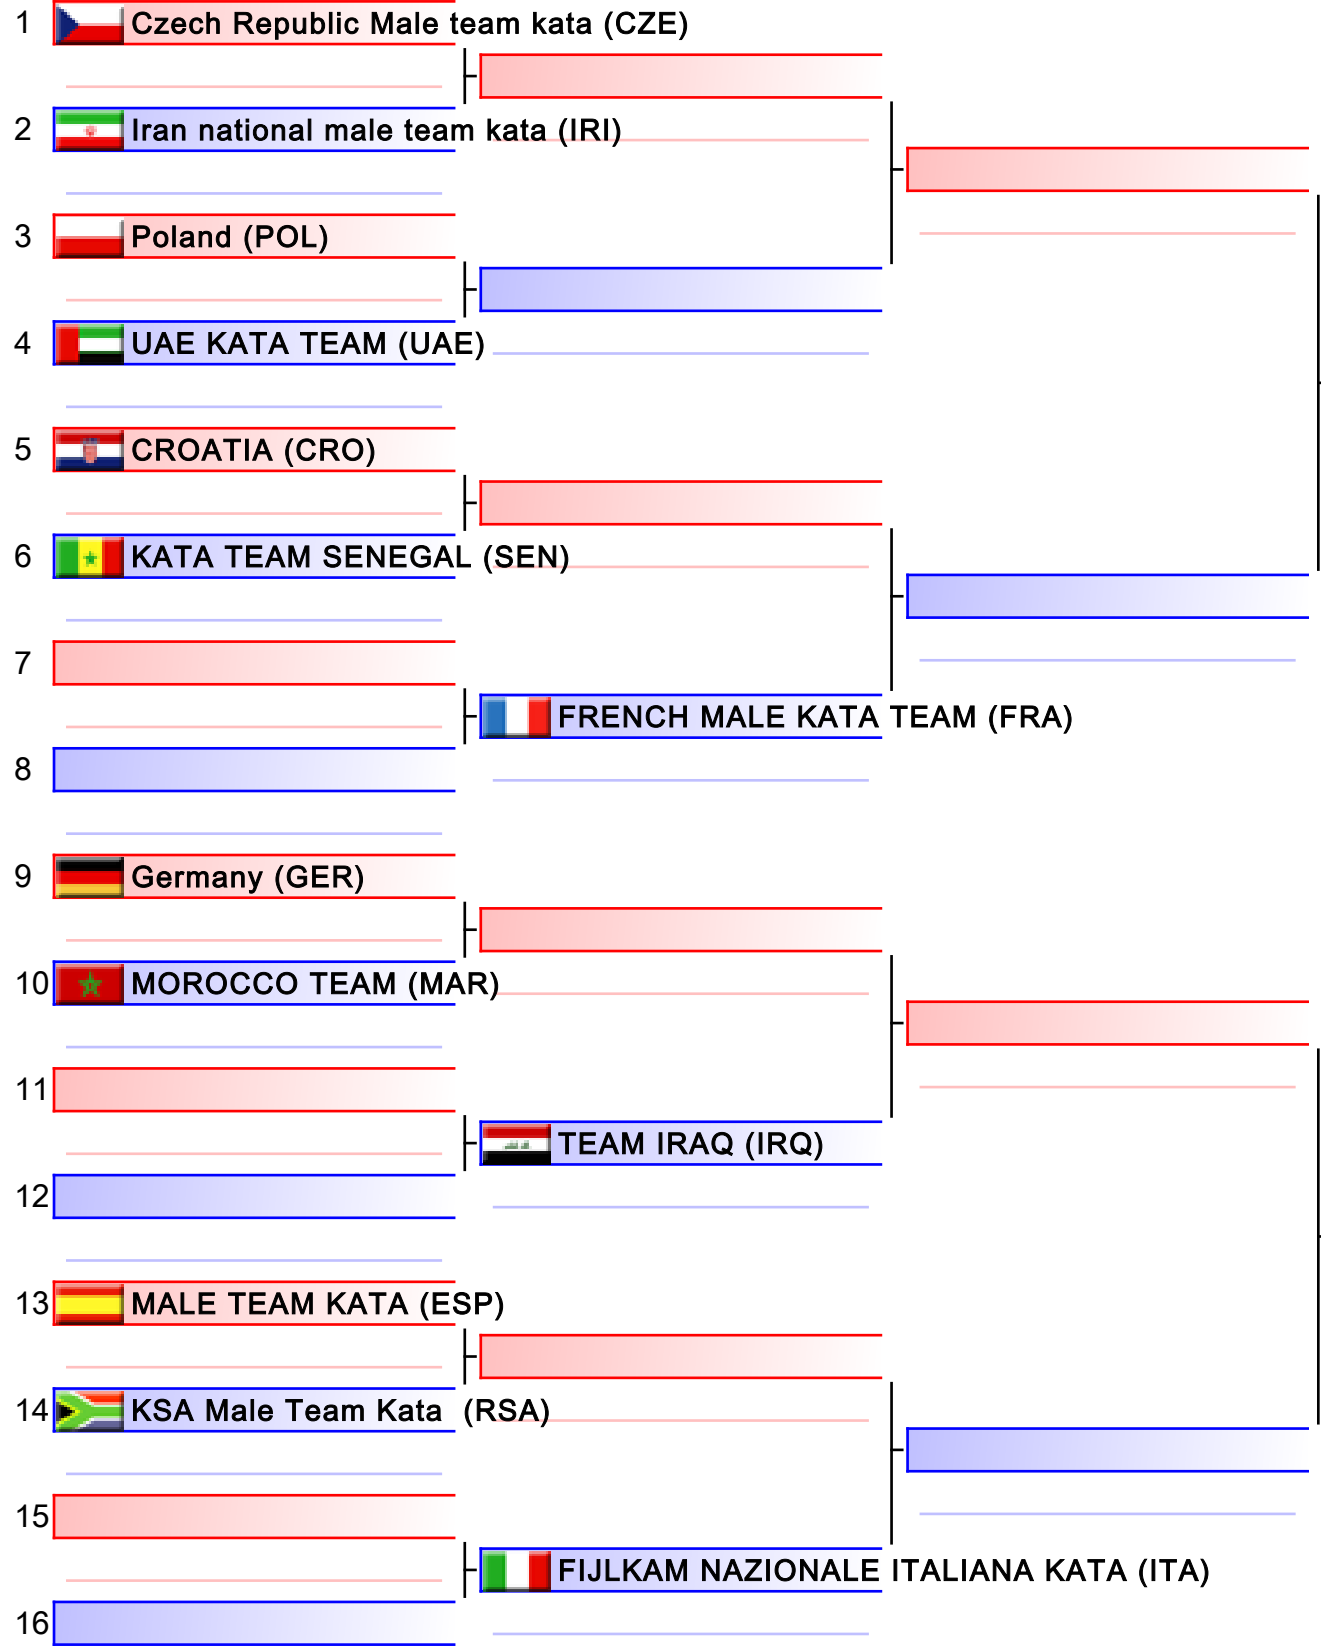 1 Czech Republic Male team kata (CZE)
2 Iran national male team kata (IRI)
3 Poland (POL)
4 UAE KATA TEAM (UAE)
5 CROATIA (CRO)
6 KATA TEAM SENEGAL (SEN)
7
FRENCH MALE KATA TEAM (FRA)
8
9 Germany (GER)
10 MOROCCO TEAM (MAR)
11
TEAM IRAQ (IRQ)
12
13 MALE TEAM KATA (ESP)
14 KSA Male Team Kata (RSA)
15
FIJLKAM NAZIONALE ITALIANA KATA (ITA)
16